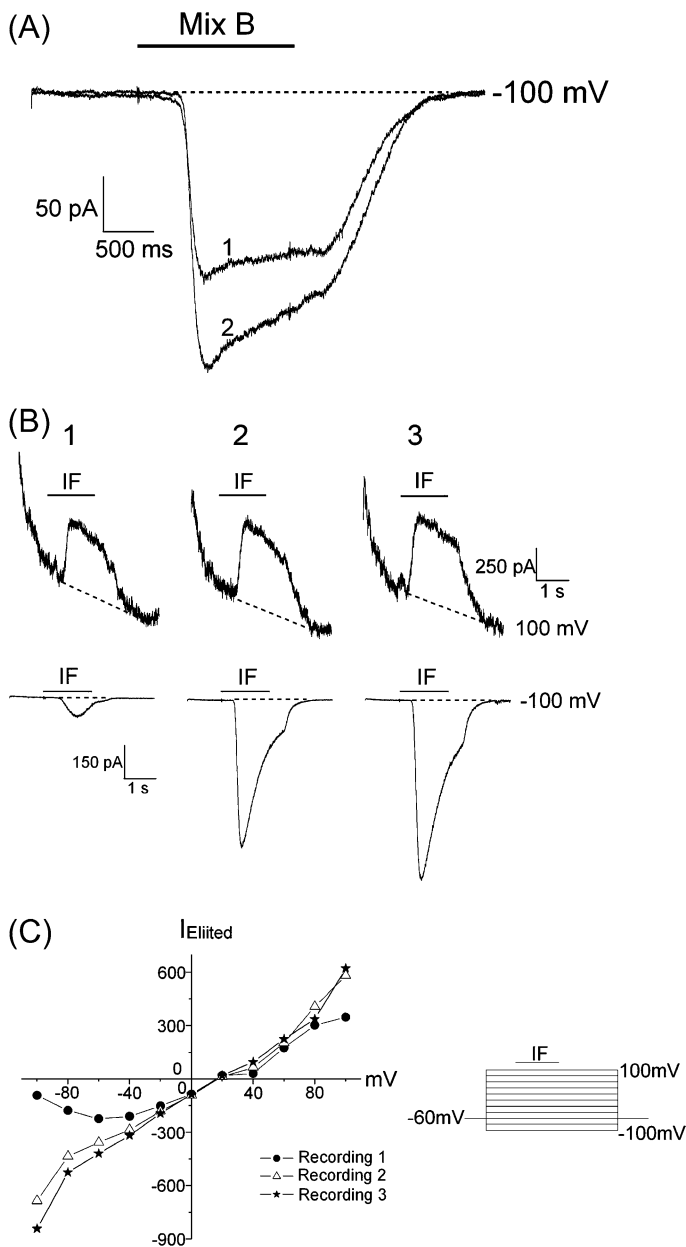 (A)
Mix B
-100 mV
50 pA
500 ms
1
2
(B)
1 2 3
IF IF IF
250 pA
1 s
100 mV
IF IF IF
-100 mV
150 pA
1 s
(C)
IEliited
600
300
0
-80 -40 0 40 80 mV
-300
-600
-900
Recording 1
Recording 2
Recording 3
IF
100mV
-60mV
-100mV